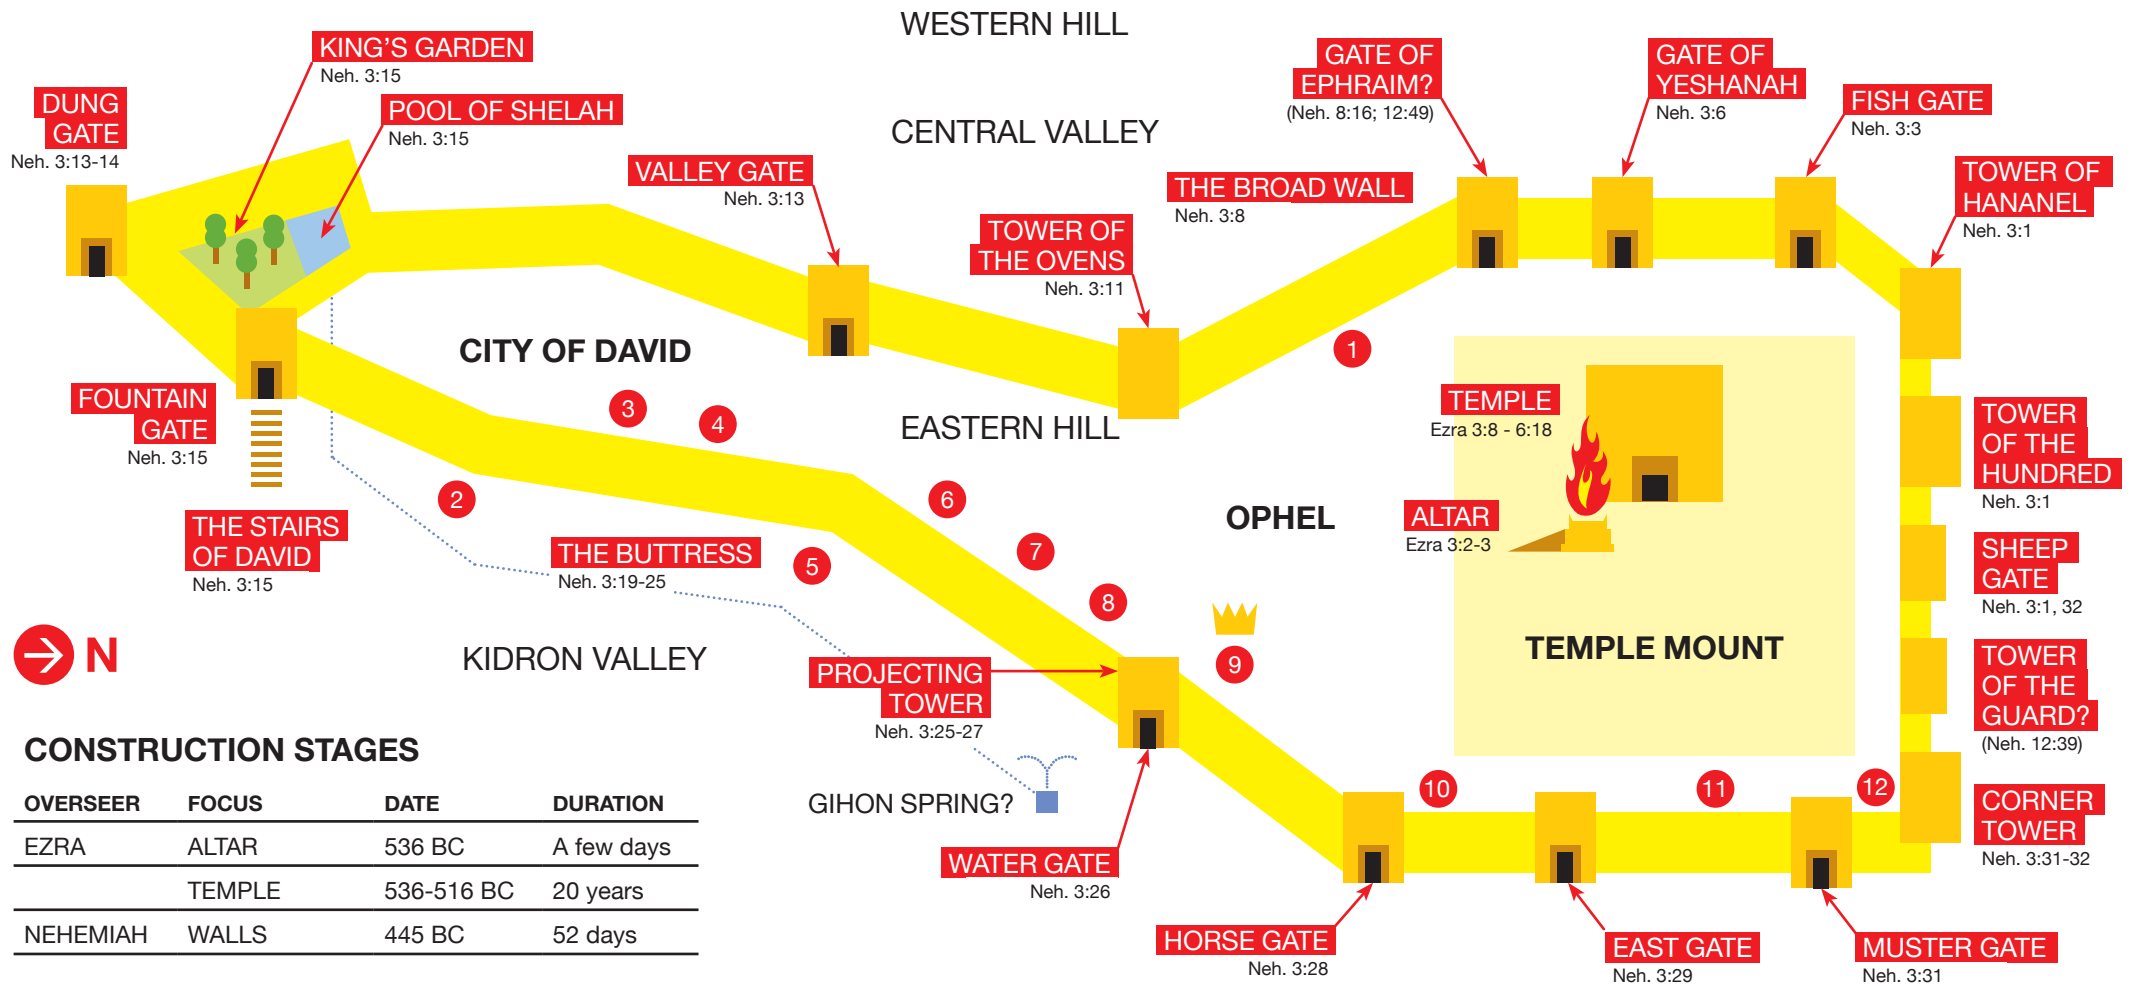 WESTERN HILL
KING'S GARDEN
Neh. 3:15
DUNG
GATE
Neh. 3:13-14
POOL OF SHELAH
Neh. 3:15
CENTRAL VALLEY
VALLEY GATE
Neh. 3:13
TOWER OF
THE OVENS
Neh. 3:11
THE BROAD WALL
Neh. 3:8
GATE OF
EPHRAIM?
(Neh. 8:16; 12:49)
GATE OF
YESHANAH
Neh. 3:6
FISH GATE
Neh. 3:3
TOWER OF
HANANEL
Neh. 3:1
CITY OF DAVID
1
3
4
EASTERN HILL
TEMPLE
Ezra 3:8 - 6:18
TOWER
OF THE
HUNDRED
Neh. 3:1
FOUNTAIN
GATE
Neh. 3:15
2
6
OPHEL
ALTAR
Ezra 3:2-3
THE STAIRS
OF DAVID
Neh. 3:15
THE BUTTRESS
Neh. 3:19-25
5
7
8
SHEEP
GATE
Neh. 3:1, 32
N
KIDRON VALLEY
PROJECTING
TOWER
Neh. 3:25-27
9
TEMPLE MOUNT
TOWER
OF THE
GUARD?
(Neh. 12:39)
GIHON SPRING?
10
11
12
CORNER
TOWER
Neh. 3:31-32
WATER GATE
Neh. 3:26
HORSE GATE
Neh. 3:28
EAST GATE
Neh. 3:29
MUSTER GATE
Neh. 3:31
CONSTRUCTION STAGES
OVERSEER FOCUS DATE DURATION
EZRA ALTAR 536 BC A few days
TEMPLE 536-516 BC 20 years
NEHEMIAH WALLS 445 BC 52 days